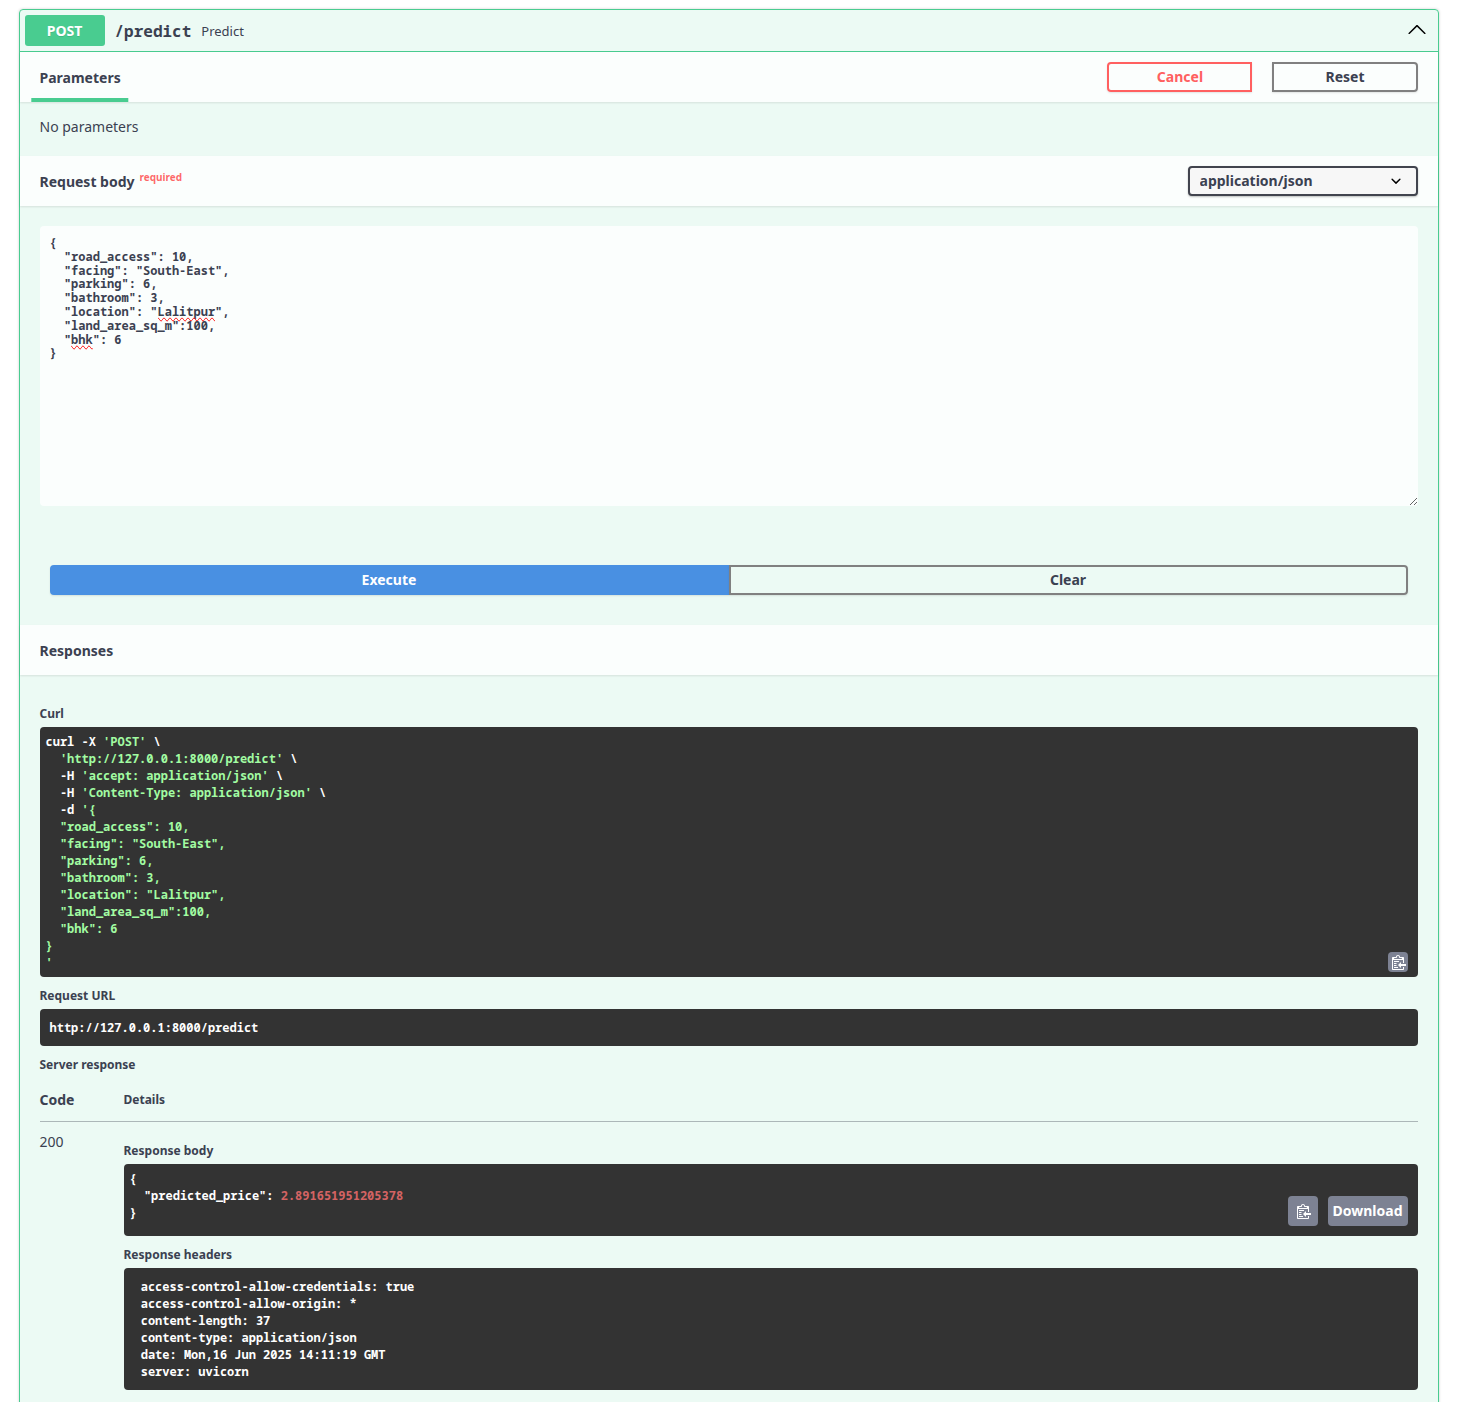 POST /predict Predict
Parameters
Cancel
Reset
No parameters
Request body required
application/json
{
  "road_access": 10,
  "facing": "South-East",
  "parking": 6,
  "bathroom": 3,
  "location": "Lalitpur",
  "land_area_sq_m":100,
  "bhk": 6
}
Execute
Clear
Responses
Curl
curl -X 'POST' \
  'http://127.0.0.1:8000/predict' \
  -H 'accept: application/json' \
  -H 'Content-Type: application/json' \
  -d '{
  "road_access": 10,
  "facing": "South-East",
  "parking": 6,
  "bathroom": 3,
  "location": "Lalitpur",
  "land_area_sq_m":100,
  "bhk": 6
}
'
Request URL
http://127.0.0.1:8000/predict
Server response
Code Details
200
Response body
{
  "predicted_price": 2.891651951205378
}
Download
Response headers
access-control-allow-credentials: true
access-control-allow-origin: *
content-length: 37
content-type: application/json
date: Mon,16 Jun 2025 14:11:19 GMT
server: uvicorn